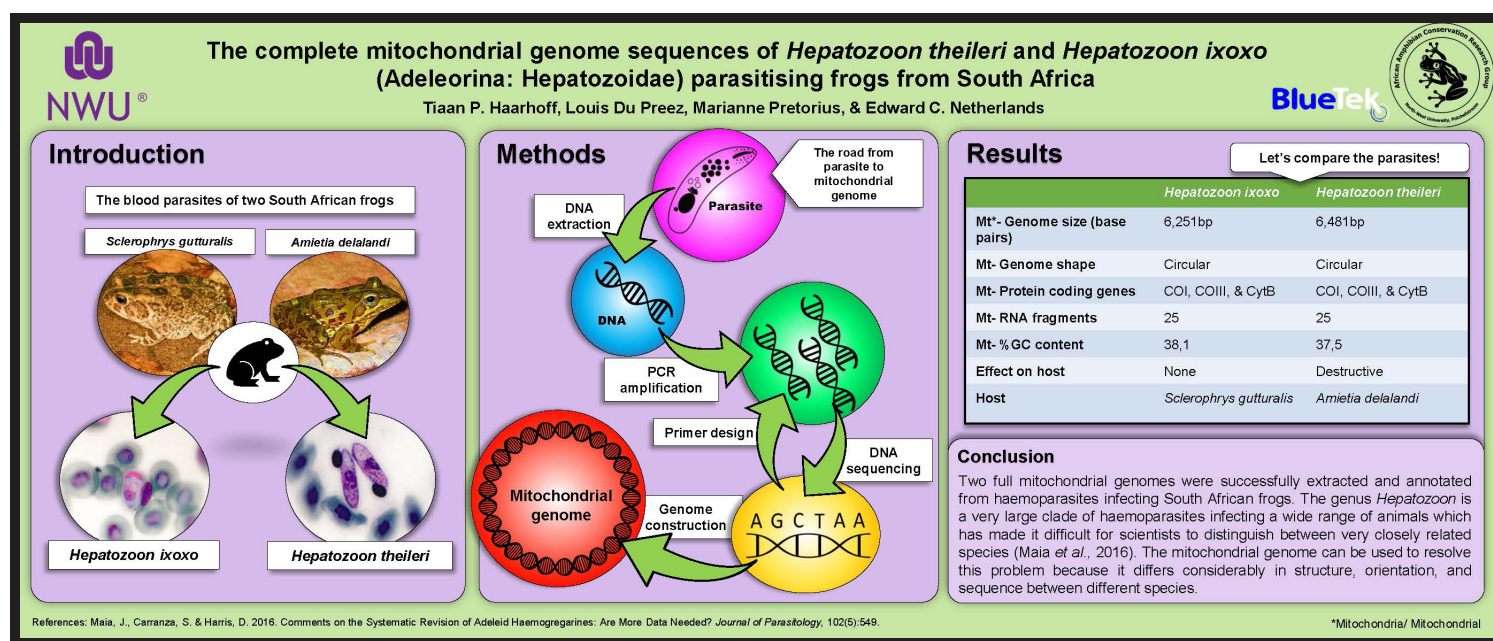 NWU®
The complete mitochondrial genome sequences of Hepatozoon theileri and Hepatozoon ixoxo
(Adeleorina: Hepatozoidae) parasitising frogs from South Africa
Tiaan P. Haarhoff, Louis Du Preez, Marianne Pretorius, & Edward C. Netherlands
BlueTek
African Amphibian Conservation Research Group
North-West University, Potchefstroom
Introduction
The blood parasites of two South African frogs
Sclerophrys gutturalis
Amietia delalandi
Hepatozoon ixoxo
Hepatozoon theileri
Methods
The road from
parasite to
mitochondrial
genome
Parasite
DNA
extraction
DNA
PCR
amplification
Primer design
DNA
sequencing
AGCTAA
Genome
construction
Mitochondrial
genome
Results
Let's compare the parasites!
Hepatozoon ixoxo Hepatozoon theileri
Mt*- Genome size (base 6,251bp 6,481bp
pairs)
Mt- Genome shape Circular Circular
Mt- Protein coding genes COI, COIII, & CytB COI, COIII, & CytB
Mt- RNA fragments 25 25
Mt- %GC content 38,1 37,5
Effect on host None Destructive
Host Sclerophrys gutturalis Amietia delalandi
Conclusion
Two full mitochondrial genomes were successfully extracted and annotated
from haemoparasites infecting South African frogs. The genus Hepatozoon is
a very large clade of haemoparasites infecting a wide range of animals which
has made it difficult for scientists to distinguish between very closely related
species (Maia et al., 2016). The mitochondrial genome can be used to resolve
this problem because it differs considerably in structure, orientation, and
sequence between different species.
References: Maia, J., Carranza, S. & Harris, D. 2016. Comments on the Systematic Revision of Adeleid Haemogregarines: Are More Data Needed? Journal of Parasitology, 102(5):549.
*Mitochondria/ Mitochondrial